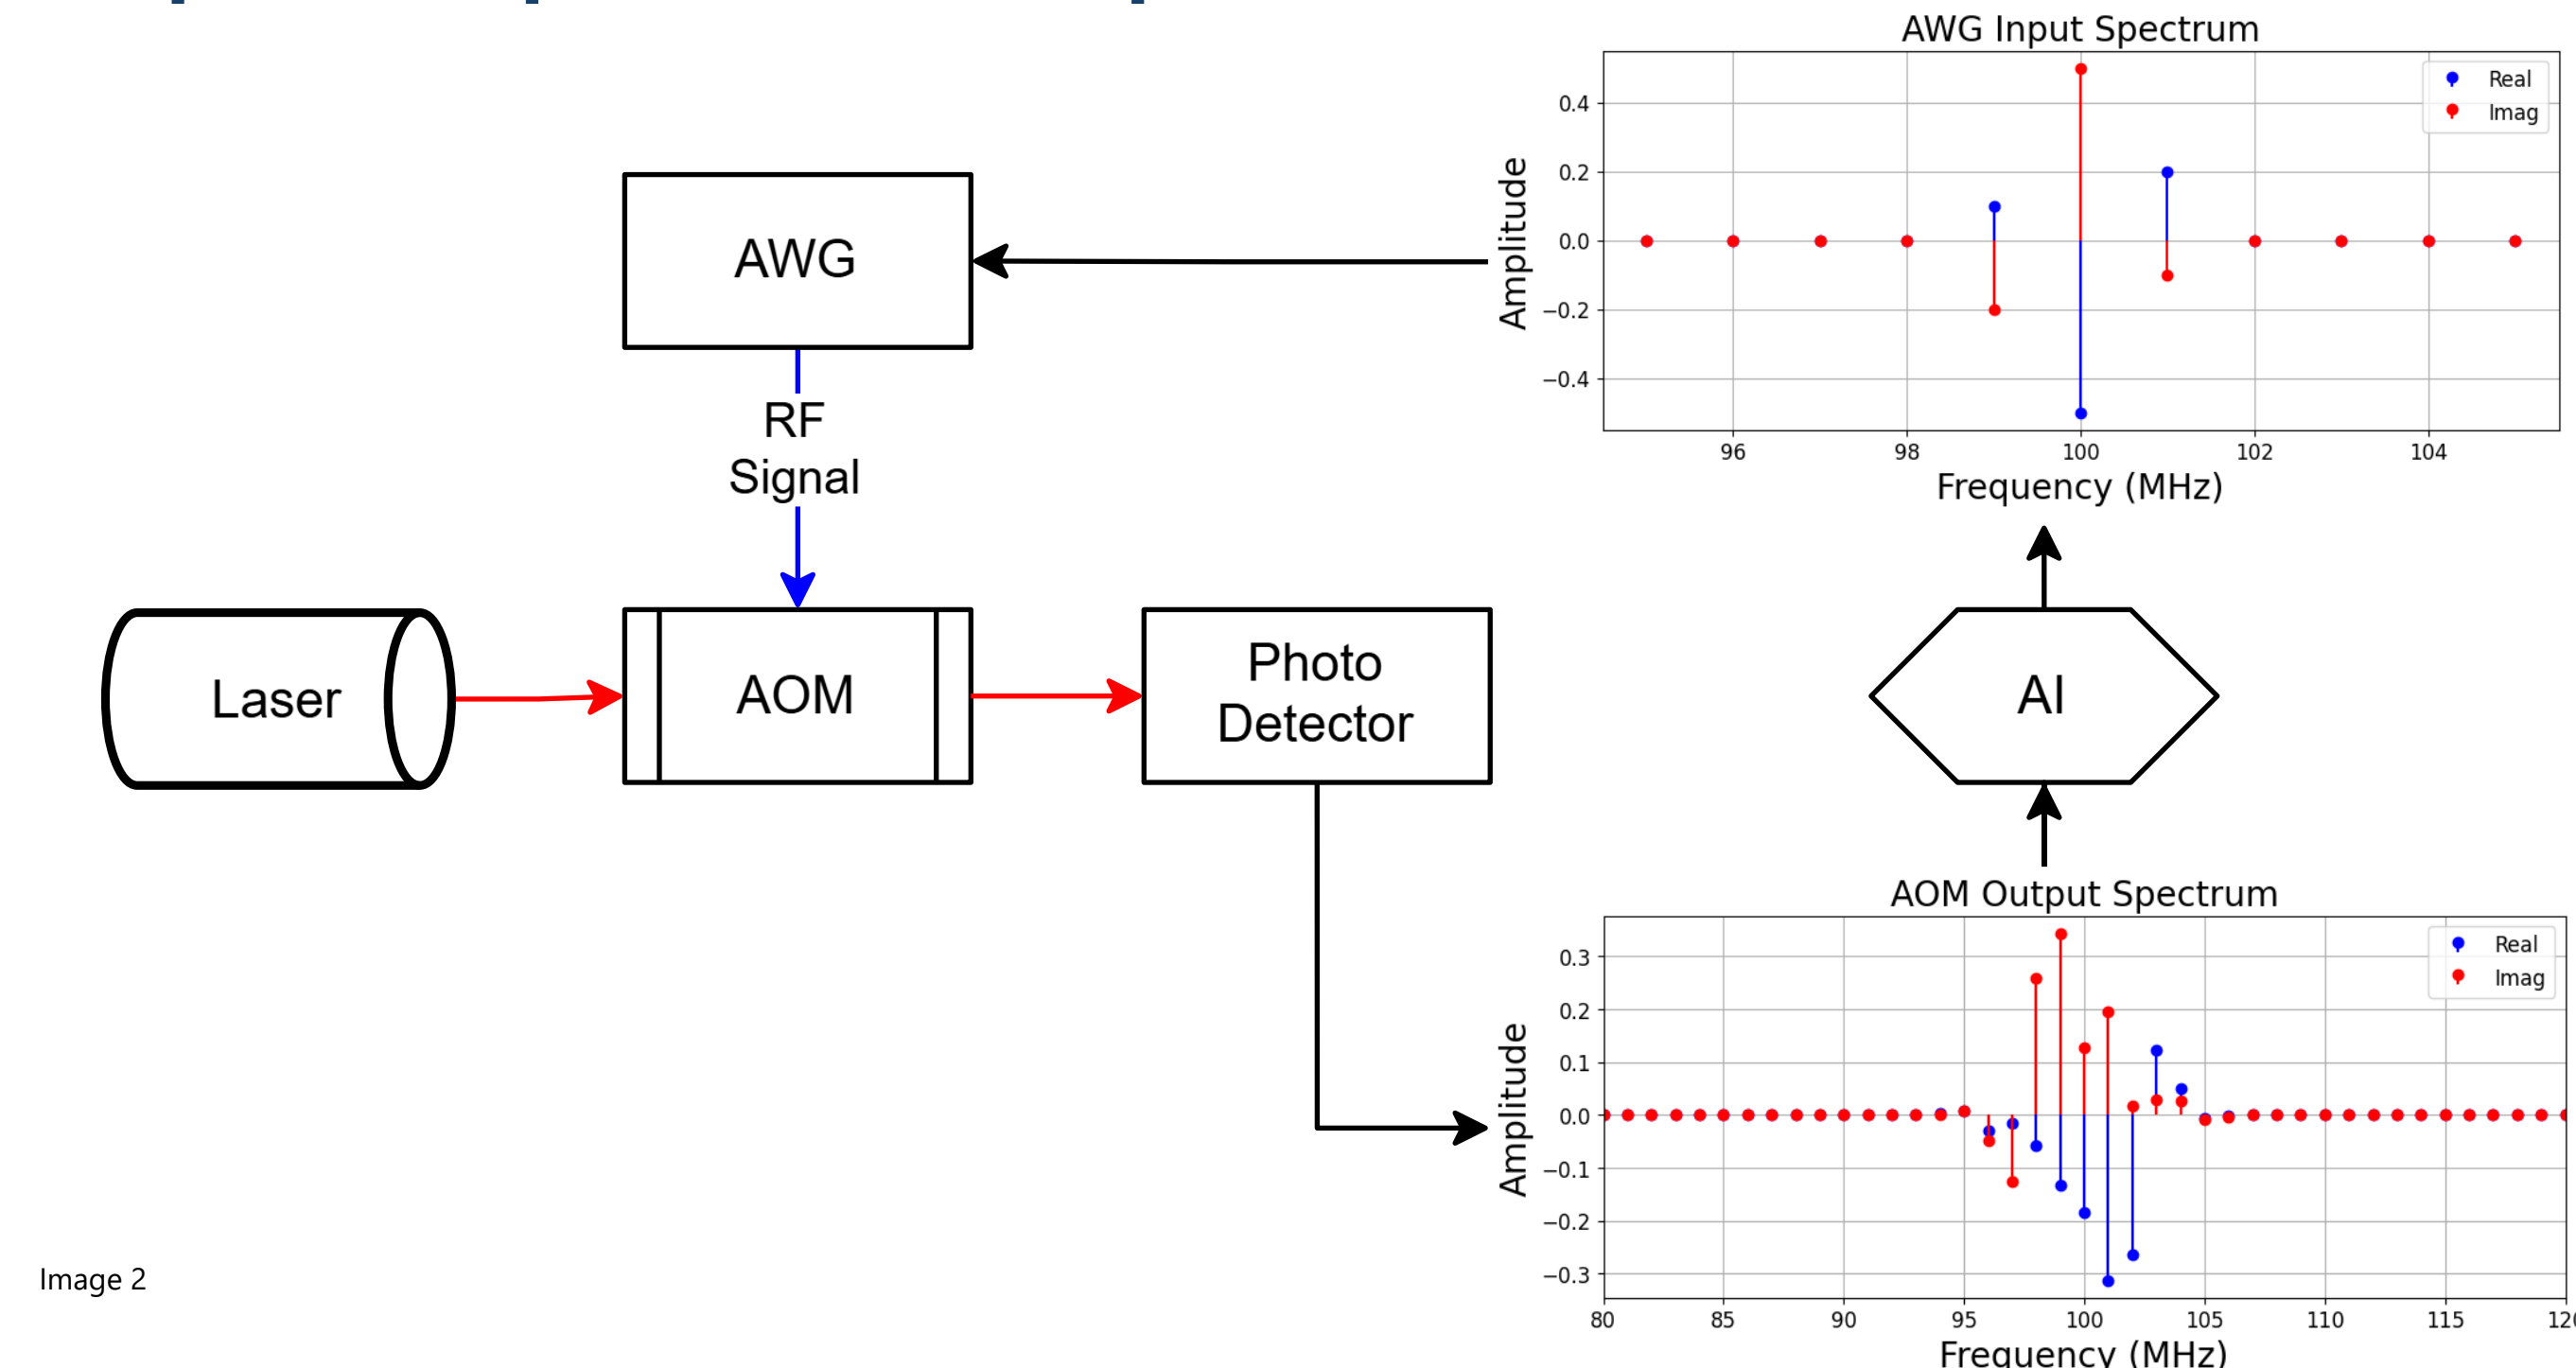 AWG Input Spectrum
Real
Imag
Amplitude
0.4
0.2
0.0
−0.2
−0.4
96
98
100
102
104
Frequency (MHz)
AWG
RF
Signal
Laser
AOM
Photo
Detector
AI
AOM Output Spectrum
Real
Imag
Amplitude
0.3
0.2
0.1
0.0
−0.1
−0.2
−0.3
80
85
90
95
100
105
110
115
Frequency (MHz)
Image 2